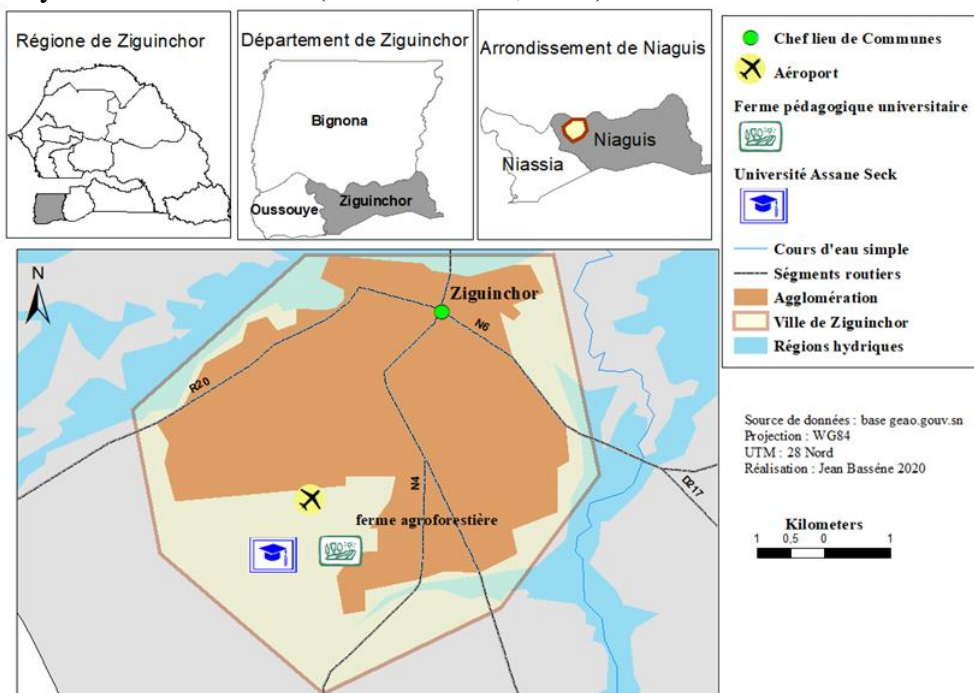 Régione de Ziguinchor
Département de Ziguinchor
Bignona
Oussouye
Ziguinchor
Arrondissement de Niaguis
Niaguis
Niassia
Chef lieu de Communes
Aéroport
Ferme pédagogique universitaire
Université Assane Seck
Cours d'eau simple
Ségments routiers
Agglomération
Ville de Ziguinchor
Régions hydriques
N
Ziguinchor
N6
R20
N4
D217
ferme agroforestière
Source de données : base geao.gouv.sn
Projection : WG84
UTM : 28 Nord
Réalisation : Jean Basséne 2020
Kilometers
1 0,5 0 1